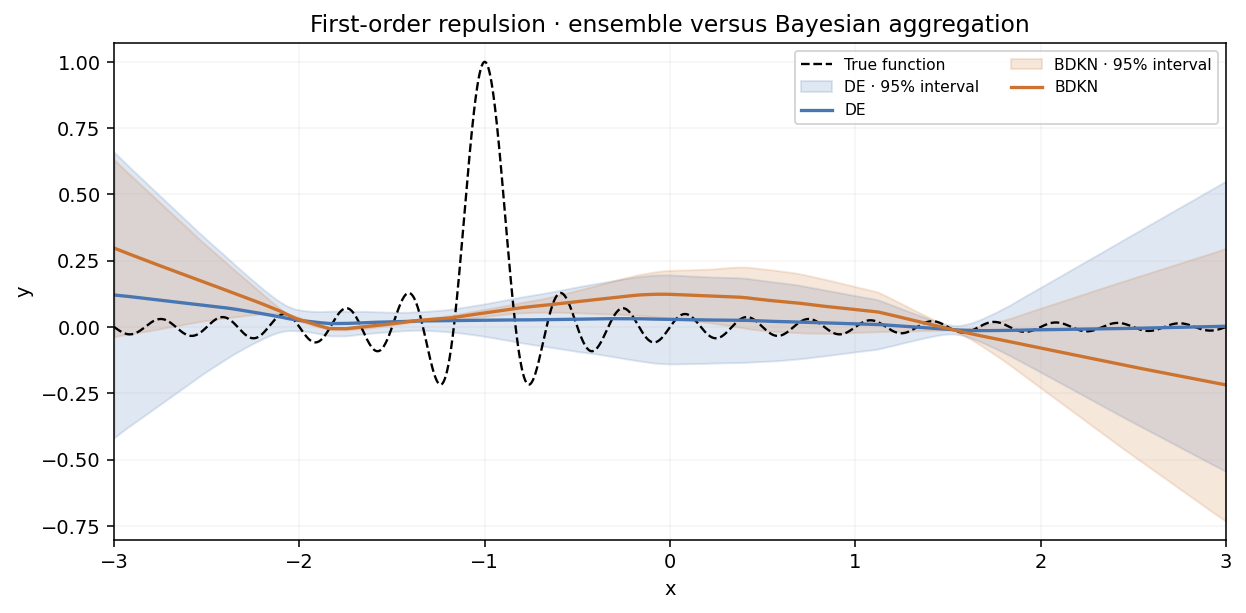 First-order repulsion · ensemble versus Bayesian aggregation
True function
DE · 95% interval
DE
BDKN · 95% interval
BDKN
y
1.00
0.75
0.50
0.25
0.00
−0.25
−0.50
−0.75
−3
−2
−1
0
1
2
3
x